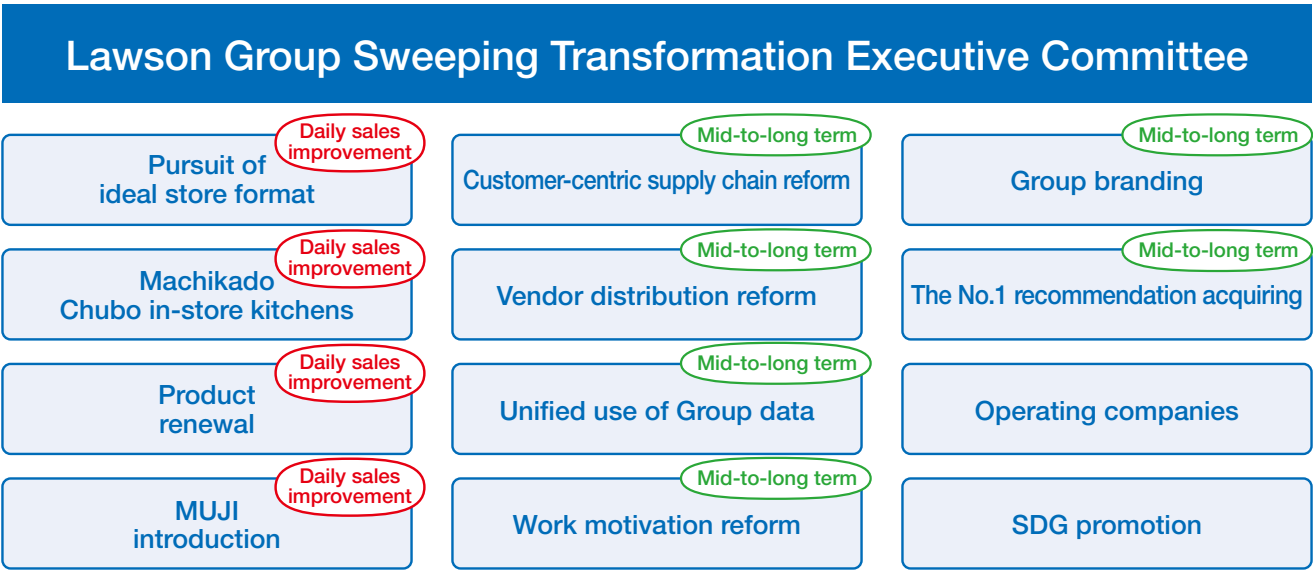 Lawson Group Sweeping Transformation Executive Committee
Daily sales
improvement
Pursuit of
ideal store format
Mid-to-long term
Customer-centric supply chain reform
Mid-to-long term
Group branding
Daily sales
improvement
Machikado
Chubo in-store kitchens
Mid-to-long term
Vendor distribution reform
Mid-to-long term
The No.1 recommendation acquiring
Daily sales
improvement
Product
renewal
Mid-to-long term
Unified use of Group data
Operating companies
Daily sales
improvement
MUJI
introduction
Mid-to-long term
Work motivation reform
SDG promotion